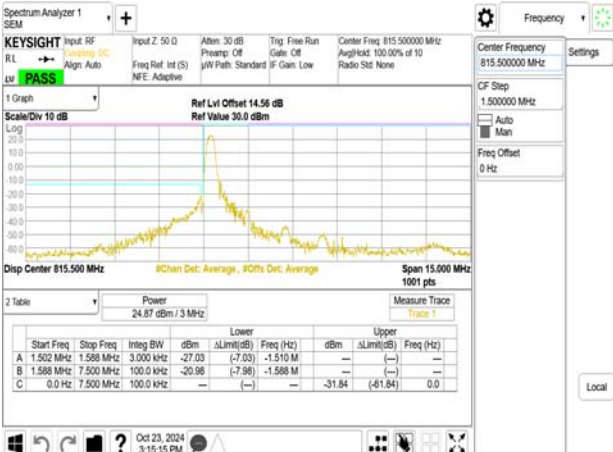 Spectrum Analyzer 1
SEM
+
Frequency
KEYSIGHT
RL
PASS
Input: RF
Coupling: DC
Align: Auto
Input Z: 50 Ω
Freq Ref: Int (S)
NFE: Adaptive
Atten: 30 dB
Preamp: Off
µW Path: Standard
Trig: Free Run
Gate: Off
IF Gain: Low
Center Freq: 815.500000 MHz
Avg|Hold: 100.00% of 10
Radio Std: None
Center Frequency
815.500000 MHz
Settings
CF Step
1.500000 MHz
Auto
Man
Freq Offset
0 Hz
1 Graph
Scale/Div 10 dB
Ref Lvl Offset 14.56 dB
Ref Value 30.0 dBm
Log
20.0
10.0
0.00
-10.0
-20.0
-30.0
-40.0
-50.0
-60.0
Disp Center 815.500 MHz
#Chan Det: Average, #Offs Det: Average
Span 15.000 MHz
1001 pts
2 Table
Power
24.87 dBm / 3 MHz
Measure Trace
Trace 1
Lower Upper
Start Freq Stop Freq Integ BW dBm ΔLimit(dB) Freq (Hz) dBm ΔLimit(dB) Freq (Hz)
A 1.502 MHz 1.588 MHz 3.000 kHz -27.03 (-7.03) -1.510 M --- (---) ---
B 1.588 MHz 7.500 MHz 100.0 kHz -20.98 (-7.98) -1.588 M --- (---) ---
C 0.0 Hz 7.500 MHz 100.0 kHz --- (---) --- -31.84 (-61.84) 0.0
Local
? Oct 23, 2024
3:15:15 PM